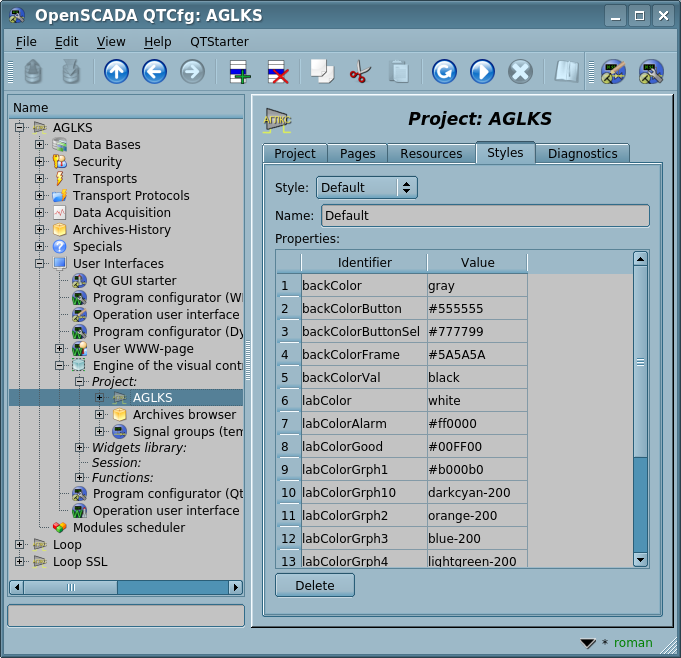 OpenSCADA QTCfg: AGLKS
File Edit View Help QTStarter
Name
AGLKS
Data Bases
Security
Transports
Transport Protocols
Data Acquisition
Archives-History
Specials
User Interfaces
Qt GUI starter
Program configurator (W
Operation user interface
Program configurator (Dy
User WWW-page
Engine of the visual cont
Project:
AGLKS
Archives browser
Signal groups (tem
Widgets library:
Session:
Functions:
Program configurator (Qt
Operation user interface
Modules scheduler
Loop
Loop SSL
АГЛКС
Project: AGLKS
Project Pages Resources Styles Diagnostics
Style: Default
Name: Default
Properties:
Identifier Value
1 backColor gray
2 backColorButton #555555
3 backColorButtonSel #777799
4 backColorFrame #5A5A5A
5 backColorVal black
6 labColor white
7 labColorAlarm #ff0000
8 labColorGood #00FF00
9 labColorGrph1 #b000b0
10 labColorGrph10 darkcyan-200
11 labColorGrph2 orange-200
12 labColorGrph3 blue-200
13 labColorGrph4 lightgreen-200
Delete
* roman